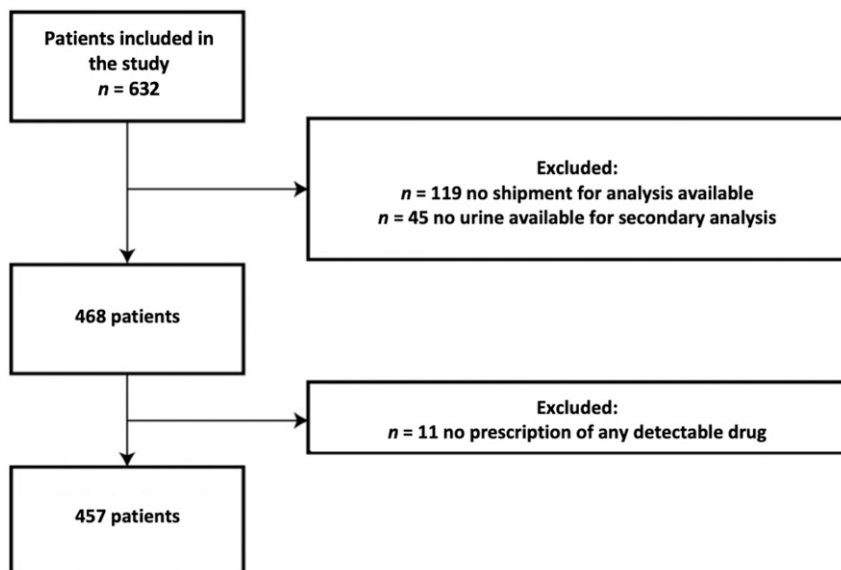 Patients included in
the study
n = 632
Excluded:
n = 119 no shipment for analysis available
n = 45 no urine available for secondary analysis
468 patients
Excluded:
n = 11 no prescription of any detectable drug
457 patients